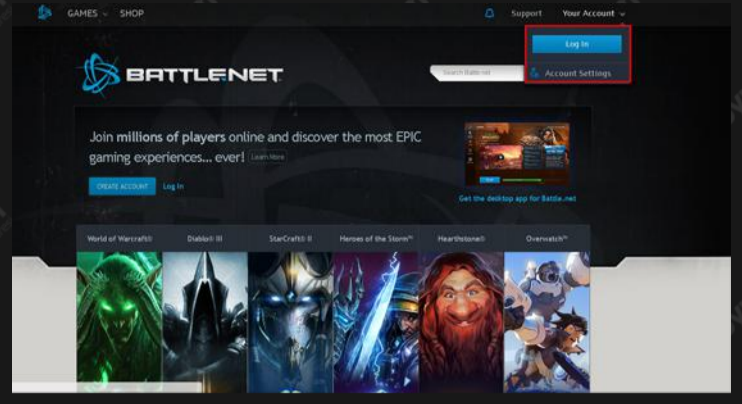 GAMES SHOP Support Your Account
Log In
Account Settings
BATTLE.NET
Search Battle.net
Join millions of players online and discover the most EPIC
gaming experiences... ever! Learn More
CREATE ACCOUNT Log In
Get the desktop app for Battle.net
World of Warcraft® Diablo® III StarCraft® II Heroes of the Storm™ Hearthstone® Overwatch™